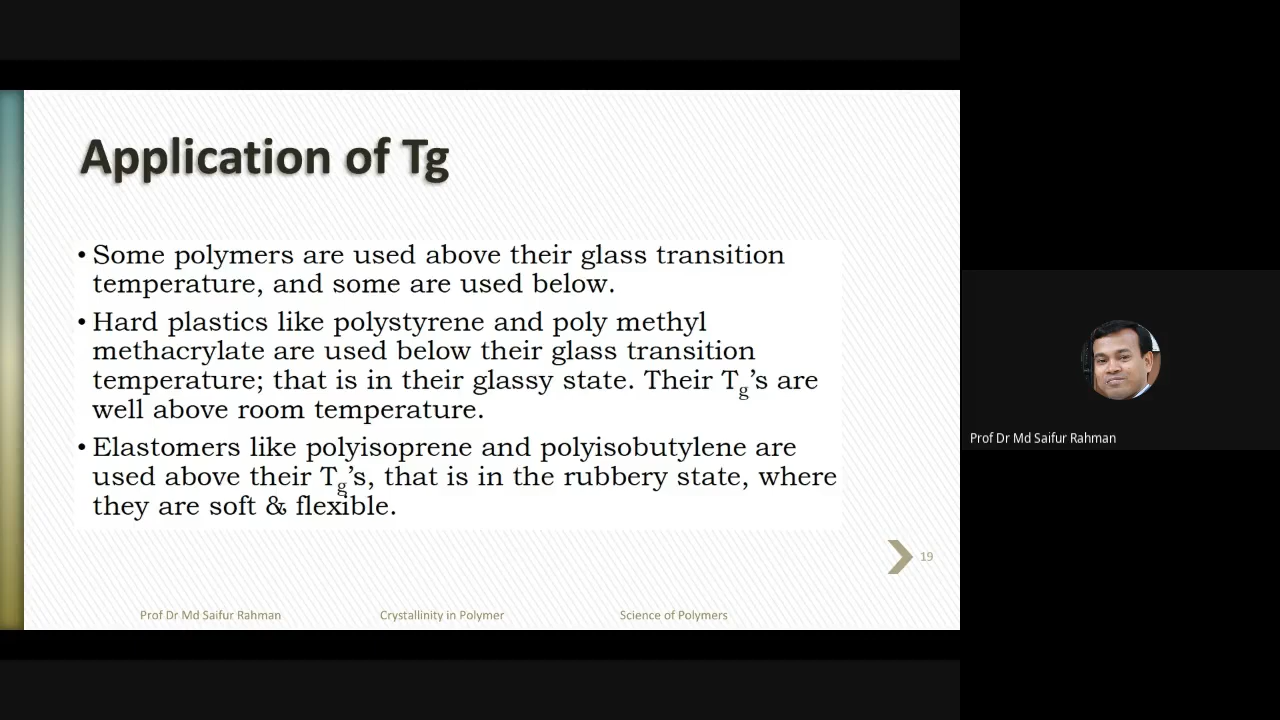 Application of Tg
• Some polymers are used above their glass transition
temperature, and some are used below.
• Hard plastics like polystyrene and poly methyl
methacrylate are used below their glass transition
temperature; that is in their glassy state. Their Tg's are
well above room temperature.
• Elastomers like polyisoprene and polyisobutylene are
used above their Tg's, that is in the rubbery state, where
they are soft & flexible.
19
Prof Dr Md Saifur Rahman Crystallinity in Polymer Science of Polymers
Prof Dr Md Saifur Rahman